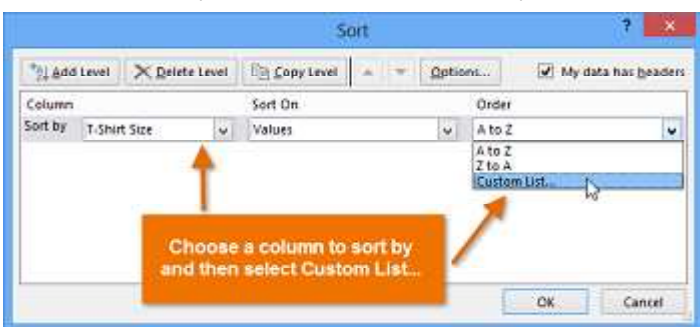 Sort
?
Add Level
Delete Level
Copy Level
Options...
My data has headers
Column
Sort On
Order
Sort by
T-Shirt Size
Values
A to Z
A to Z
Z to A
Custom List...
Choose a column to sort by
and then select Custom List...
OK
Cancel